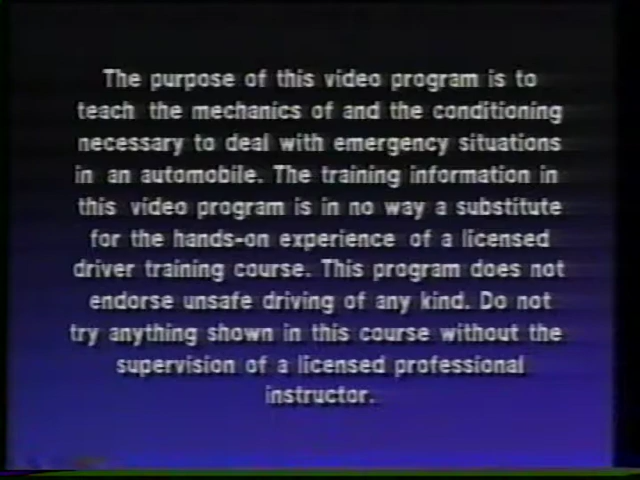 The purpose of this video program is to
teach the mechanics of and the conditioning
necessary to deal with emergency situations
in an automobile. The training information in
this video program is in no way a substitute
for the hands-on experience of a licensed
driver training course. This program does not
endorse unsafe driving of any kind. Do not
try anything shown in this course without the
supervision of a licensed professional
instructor.